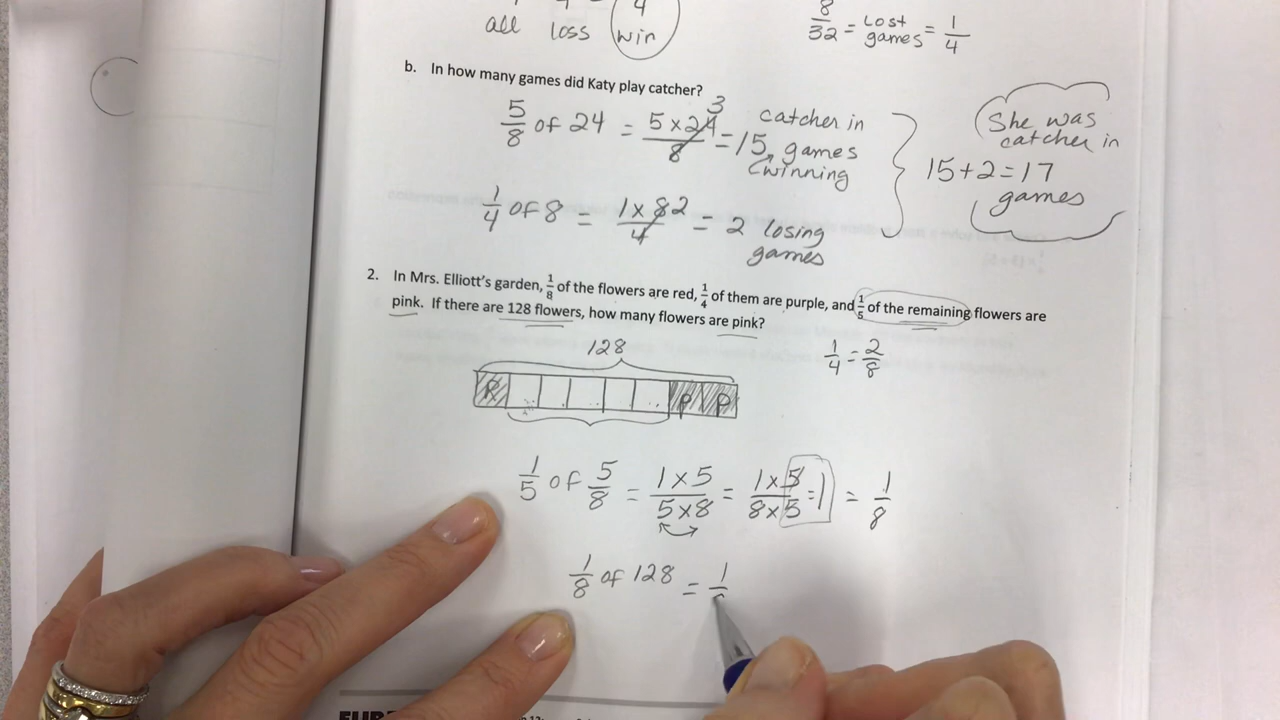 4
all loss win
8/32 = Lost games = 1/4
b. In how many games did Katy play catcher?
5/8 of 24 = 5 x 24 3 / 8 = 15 catcher in games winning
She was catcher in
15 + 2 = 17 games
1/4 of 8 = 1 x 8 2 / 4 = 2 losing games
2. In Mrs. Elliott's garden, 1/8 of the flowers are red, 1/4 of them are purple, and 1/5 of the remaining flowers are
pink. If there are 128 flowers, how many flowers are pink?
128
1/4 = 2/8
R P P
1/5 of 5/8 = 1 x 5 / 5 x 8 = 1 x 5 / 8 x 5 = 1 = 1/8
1/8 of 128 = 1